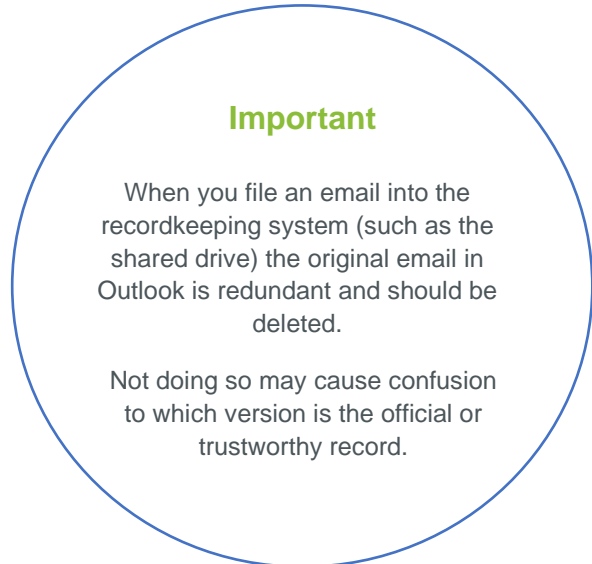 Important
When you file an email into the
recordkeeping system (such as the
shared drive) the original email in
Outlook is redundant and should be
deleted.
Not doing so may cause confusion
to which version is the official or
trustworthy record.